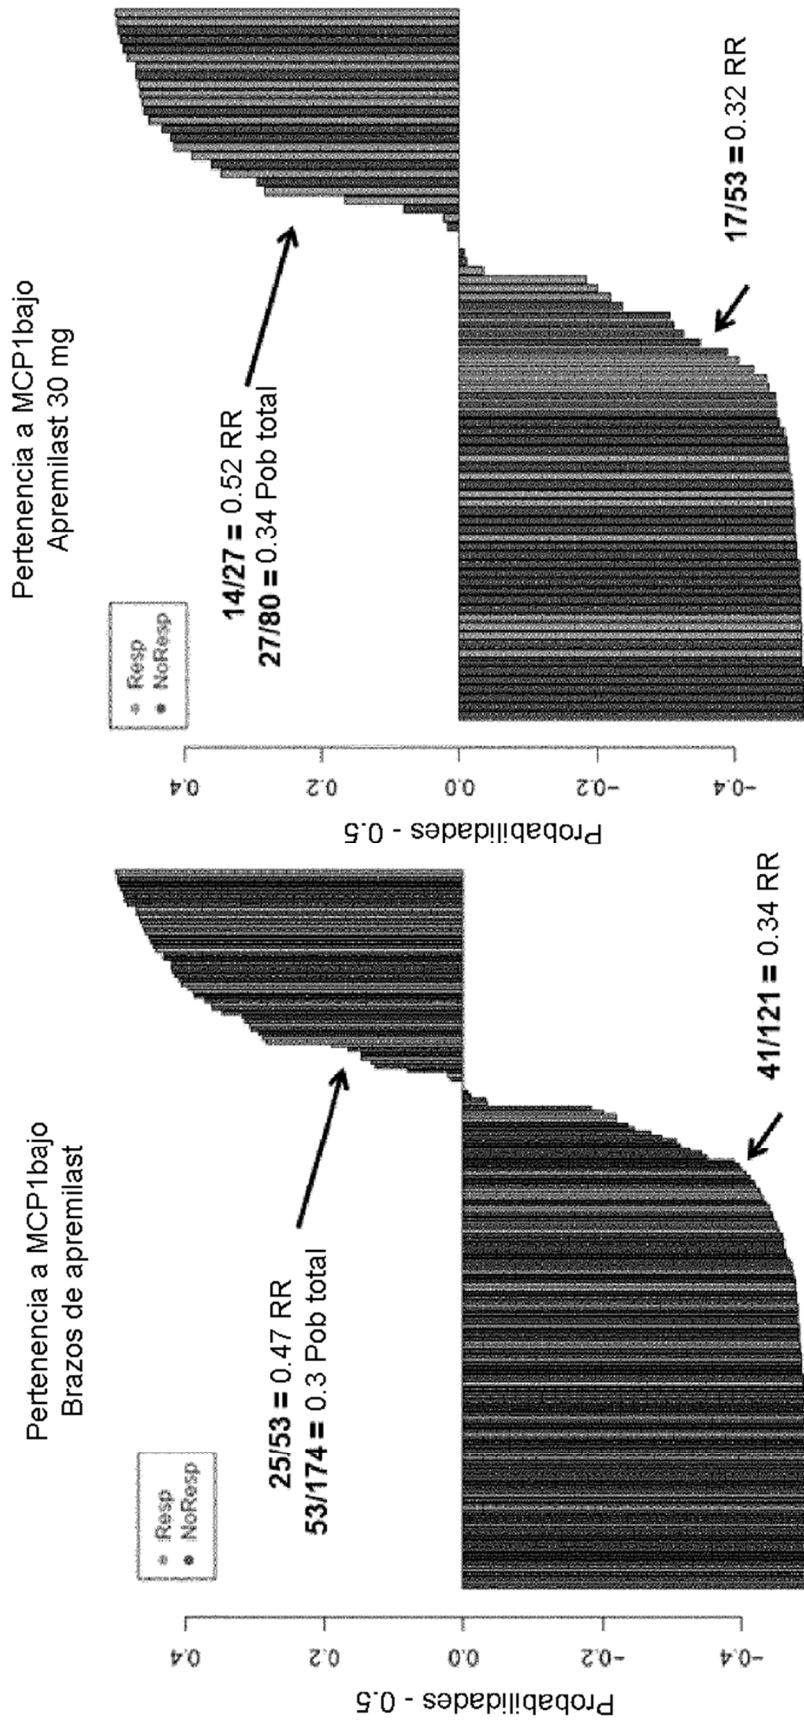 Pertenencia a MCP1bajo
Brazos de apremilast
Resp
NoResp
25/53 = 0.47 RR
53/174 = 0.3 Pob total
41/121 = 0.34 RR
0.4
0.2
0.0
-0.2
-0.4
Probabilidades - 0.5
Pertenencia a MCP1bajo
Apremilast 30 mg
Resp
NoResp
14/27 = 0.52 RR
27/80 = 0.34 Pob total
17/53 = 0.32 RR
0.4
0.2
0.0
-0.2
-0.4
Probabilidades - 0.5